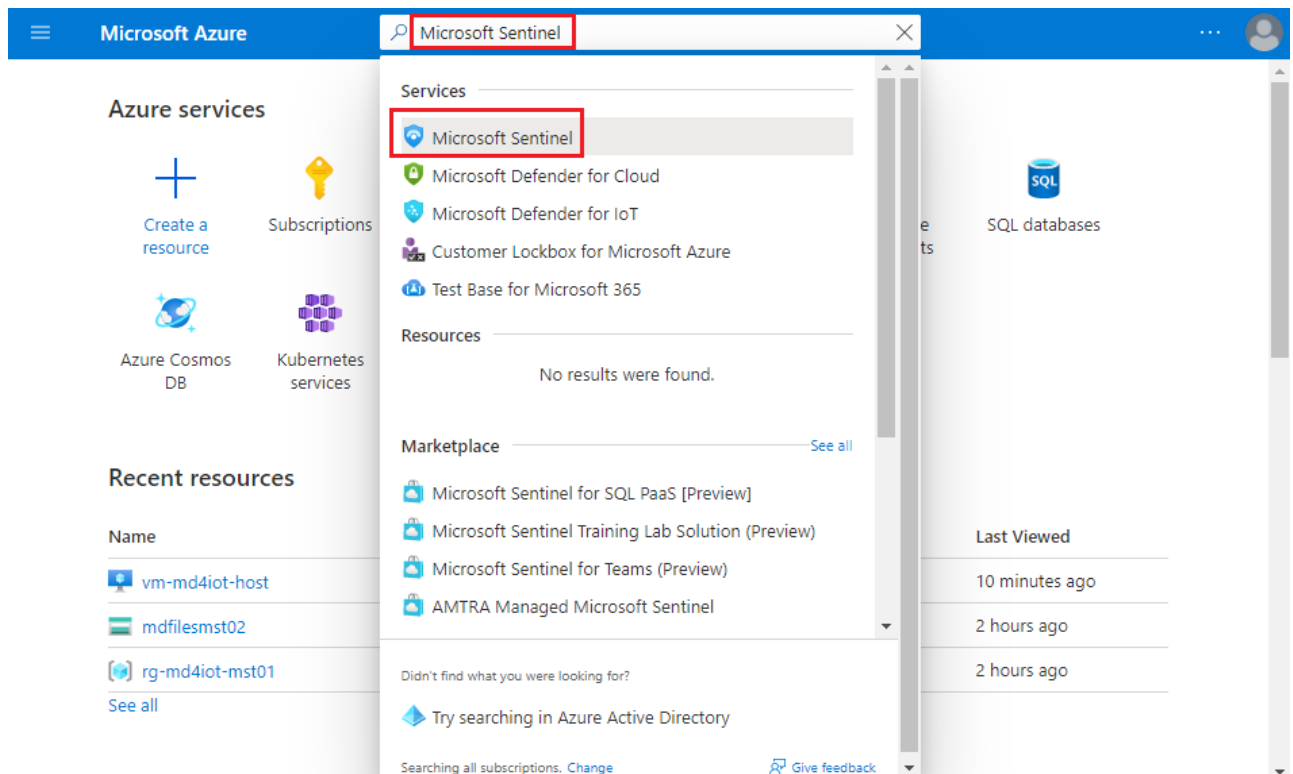 Microsoft Azure
Microsoft Sentinel
...
Azure services
Create a
resource
Subscriptions
SQL
SQL databases
Azure Cosmos
DB
Kubernetes
services
Services
Microsoft Sentinel
Microsoft Defender for Cloud
Microsoft Defender for IoT
Customer Lockbox for Microsoft Azure
Test Base for Microsoft 365
Resources
No results were found.
Marketplace
See all
Microsoft Sentinel for SQL PaaS [Preview]
Microsoft Sentinel Training Lab Solution (Preview)
Microsoft Sentinel for Teams (Preview)
AMTRA Managed Microsoft Sentinel
Didn't find what you were looking for?
Try searching in Azure Active Directory
Searching all subscriptions. Change
Give feedback
Recent resources
Name
Last Viewed
vm-md4iot-host
10 minutes ago
mdfilesmst02
2 hours ago
rg-md4iot-mst01
2 hours ago
See all